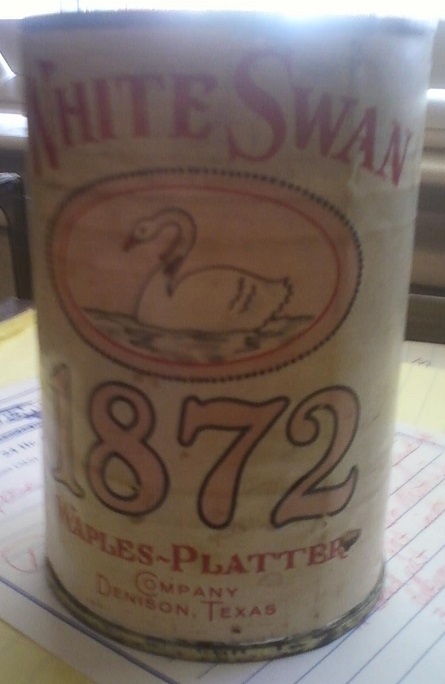 WHITE SWAN
1872
WAPLES~PLATTER
COMPANY
DENISON, TEXAS